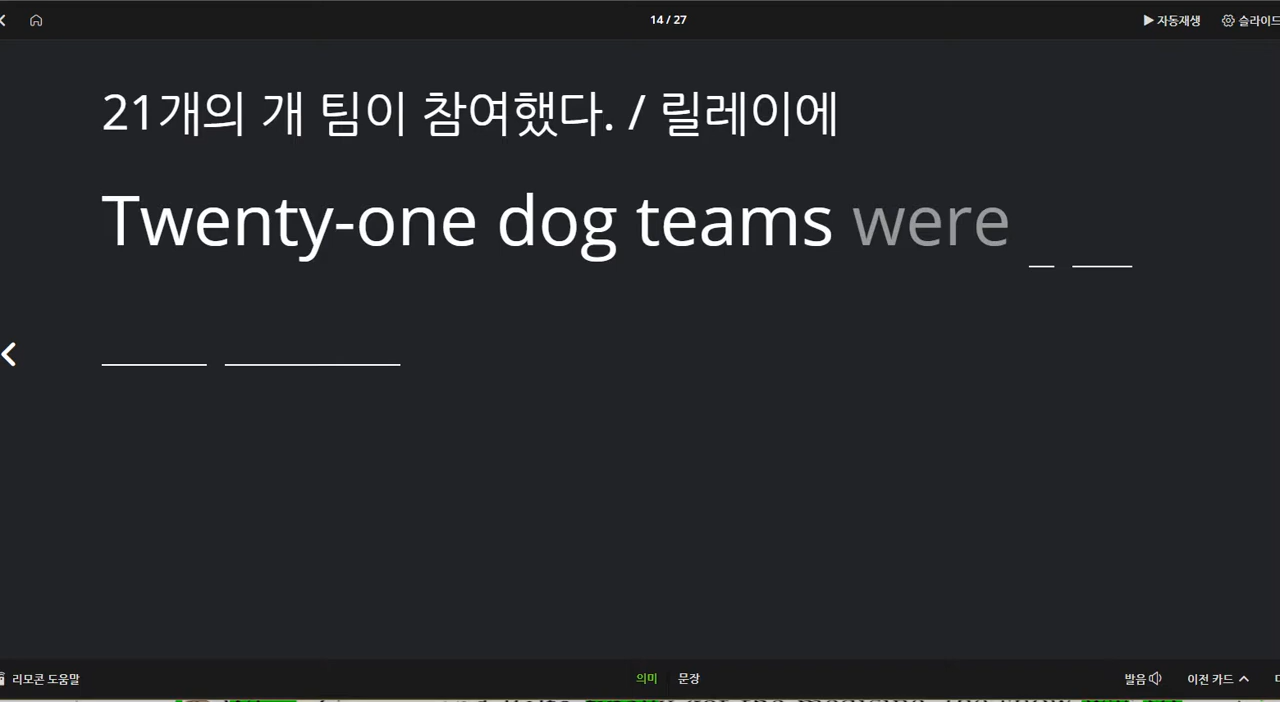 14 / 27
자동재생
슬라이드
21개의 개 팀이 참여했다. / 릴레이에
Twenty-one dog teams were
리모콘 도움말
의미
문장
발음
이전 카드